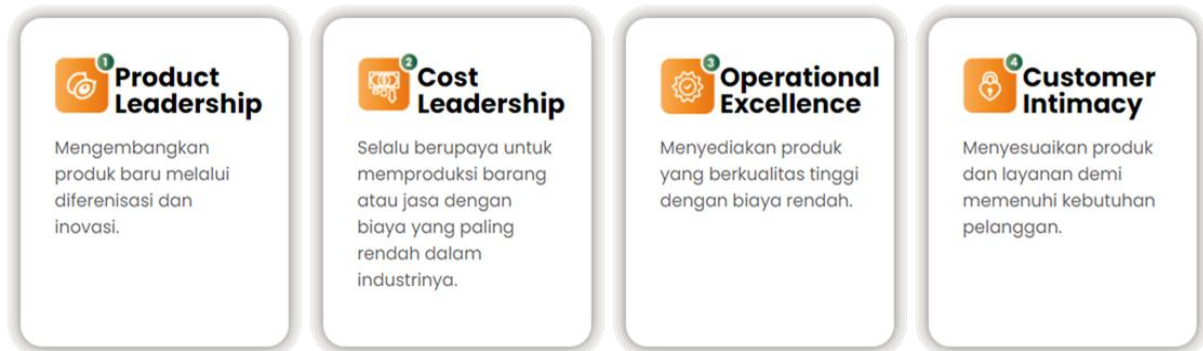 1
Product
Leadership
Mengembangkan
produk baru melalui
diferenisasi dan
inovasi.
2
Cost
Leadership
Selalu berupaya untuk
memproduksi barang
atau jasa dengan
biaya yang paling
rendah dalam
industrinya.
3
Operational
Excellence
Menyediakan produk
yang berkualitas tinggi
dengan biaya rendah.
4
Customer
Intimacy
Menyesuaikan produk
dan layanan demi
memenuhi kebutuhan
pelanggan.